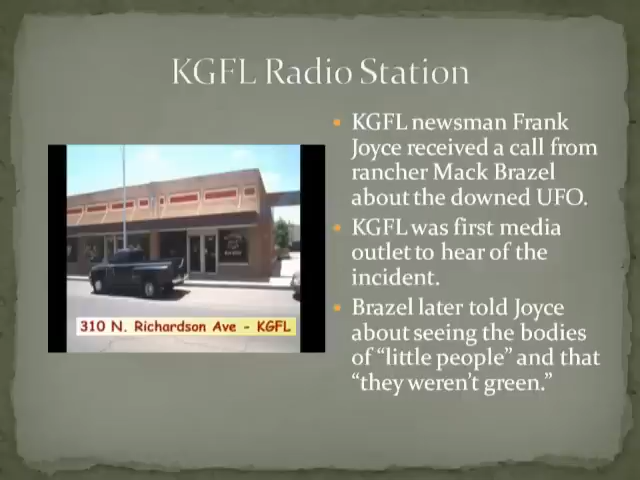 KGFL Radio Station
KGFL newsman Frank
Joyce received a call from
rancher Mack Brazel
about the downed UFO.
KGFL was first media
outlet to hear of the
incident.
Brazel later told Joyce
about seeing the bodies
of “little people” and that
“they weren’t green.”
310 N. Richardson Ave - KGFL